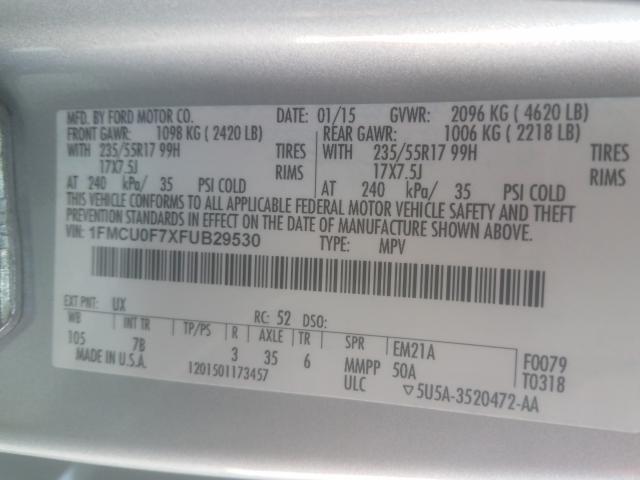 MFD. BY FORD MOTOR CO. DATE: 01/15 GVWR: 2096 KG ( 4620 LB)
FRONT GAWR: 1098 KG ( 2420 LB) REAR GAWR: 1006 KG ( 2218 LB)
WITH 235/55R17 99H TIRES WITH 235/55R17 99H TIRES
17X7.5J RIMS 17X7.5J RIMS
AT 240 kPa/ 35 PSI COLD AT 240 kPa/ 35 PSI COLD
THIS VEHICLE CONFORMS TO ALL APPLICABLE FEDERAL MOTOR VEHICLE SAFETY AND THEFT
PREVENTION STANDARDS IN EFFECT ON THE DATE OF MANUFACTURE SHOWN ABOVE.
VIN: 1FMCU0F7XFUB29530 TYPE: MPV
EXT PNT: UX RC: 52 DSO:
WB INT TR TP/PS R AXLE TR SPR EM21A F0079
105 7B 3 35 6 MMPP 50A T0318
MADE IN U.S.A. 1201501173457 ULC ▽5U5A-3520472-AA